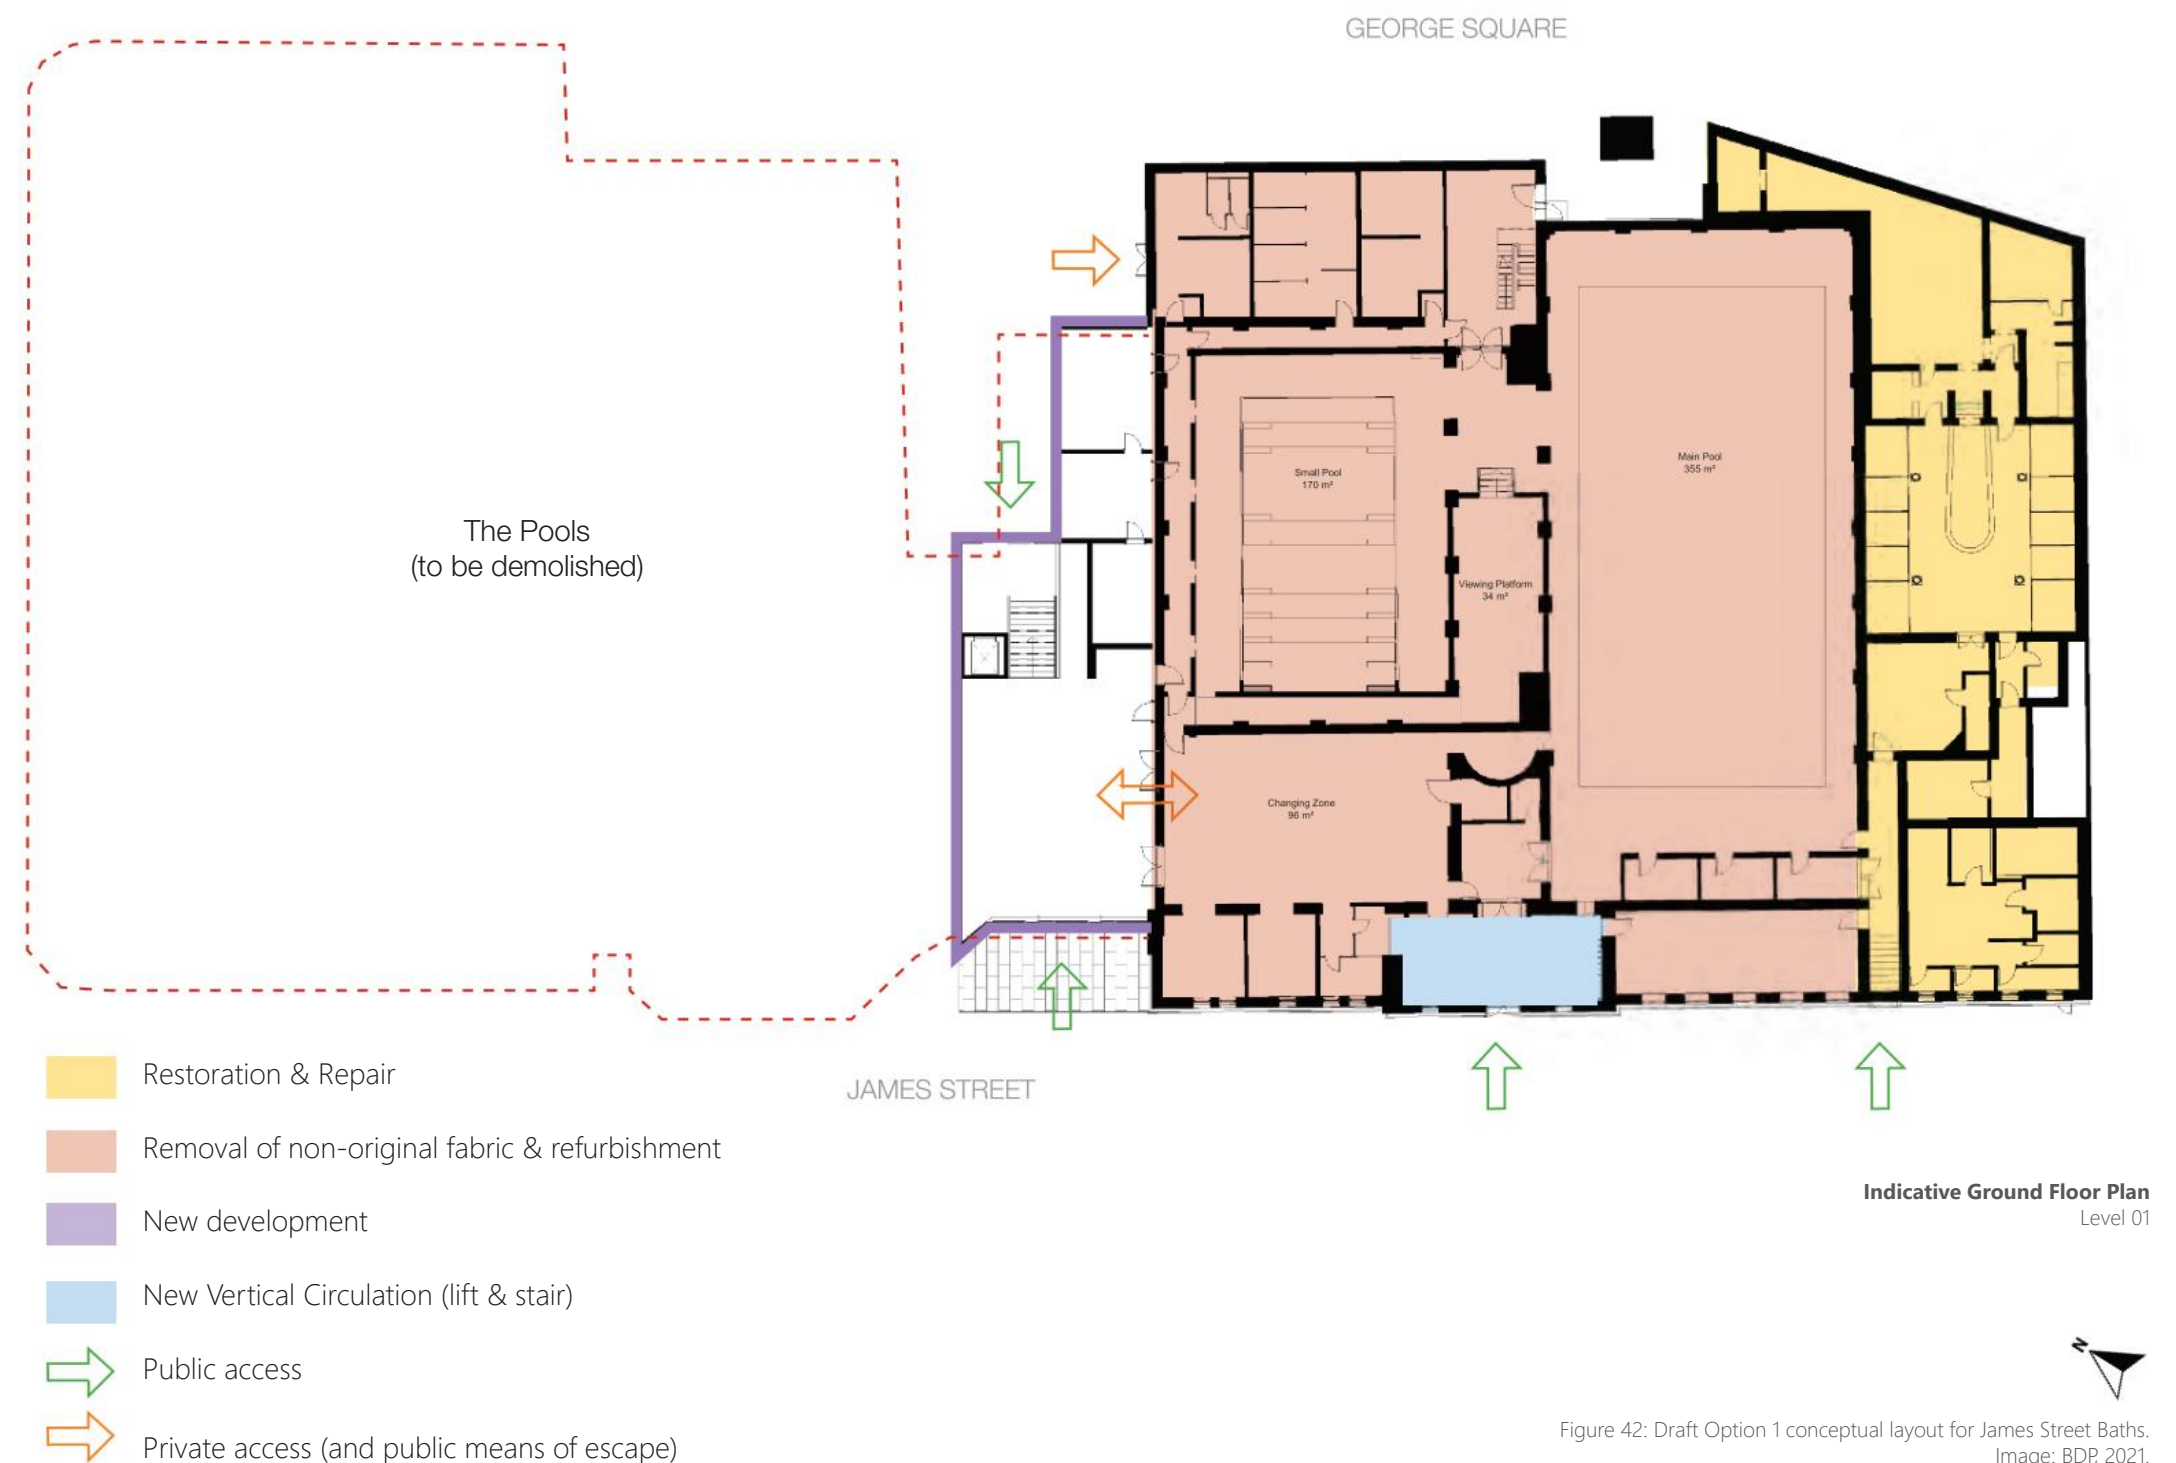 GEORGE SQUARE
The Pools
(to be demolished)
Small Pool
170 m²
Main Pool
355 m²
Viewing Platform
34 m²
Changing Zone
96 m²
JAMES STREET
Restoration & Repair
Removal of non-original fabric & refurbishment
New development
New Vertical Circulation (lift & stair)
Public access
Private access (and public means of escape)
Indicative Ground Floor Plan
Level 01
N
Figure 42: Draft Option 1 conceptual layout for James Street Baths.
Image: BDP, 2021.